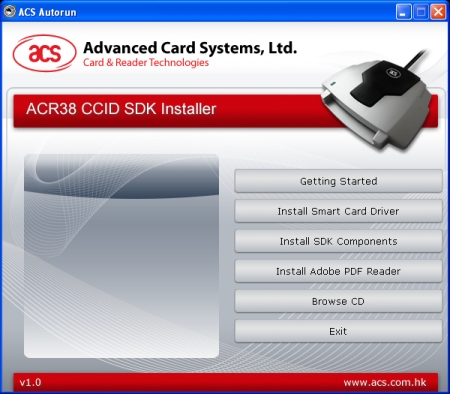 ACS Autorun
acs
Advanced Card Systems, Ltd.
Card & Reader Technologies
ACS
ACR38 CCID SDK Installer
Getting Started
Install Smart Card Driver
Install SDK Components
Install Adobe PDF Reader
Browse CD
Exit
v1.0
www.acs.com.hk